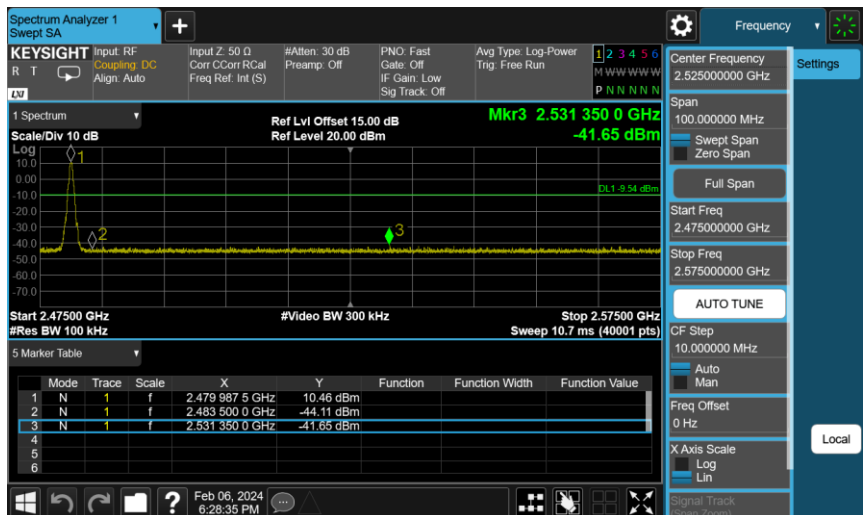 Spectrum Analyzer 1
Swept SA
+
Frequency
KEYSIGHT
R T
LXI
Input: RF
Coupling: DC
Align: Auto
Input Z: 50 Ω
Corr CCorr RCal
Freq Ref: Int (S)
#Atten: 30 dB
Preamp: Off
PNO: Fast
Gate: Off
IF Gain: Low
Sig Track: Off
Avg Type: Log-Power
Trig: Free Run
1 2 3 4 5 6
M W W W W W
P N N N N N
1 Spectrum
Scale/Div 10 dB
Ref Lvl Offset 15.00 dB
Ref Level 20.00 dBm
Mkr3 2.531 350 0 GHz
-41.65 dBm
Log
10.0
0.00
-10.0
-20.0
-30.0
-40.0
-50.0
-60.0
-70.0
1
2
3
DL1 -9.54 dBm
Start 2.47500 GHz
#Video BW 300 kHz
Stop 2.57500 GHz
#Res BW 100 kHz
Sweep 10.7 ms (40001 pts)
5 Marker Table
Mode Trace Scale X Y Function Function Width Function Value
1 N 1 f 2.479 987 5 GHz 10.46 dBm
2 N 1 f 2.483 500 0 GHz -44.11 dBm
3 N 1 f 2.531 350 0 GHz -41.65 dBm
4
5
6
?
Feb 06, 2024
6:28:35 PM
Center Frequency
2.525000000 GHz
Settings
Span
100.000000 MHz
Swept Span
Zero Span
Full Span
Start Freq
2.475000000 GHz
Stop Freq
2.575000000 GHz
AUTO TUNE
CF Step
10.000000 MHz
Auto
Man
Freq Offset
0 Hz
Local
X Axis Scale
Log
Lin
Signal Track
(Span Zoom)